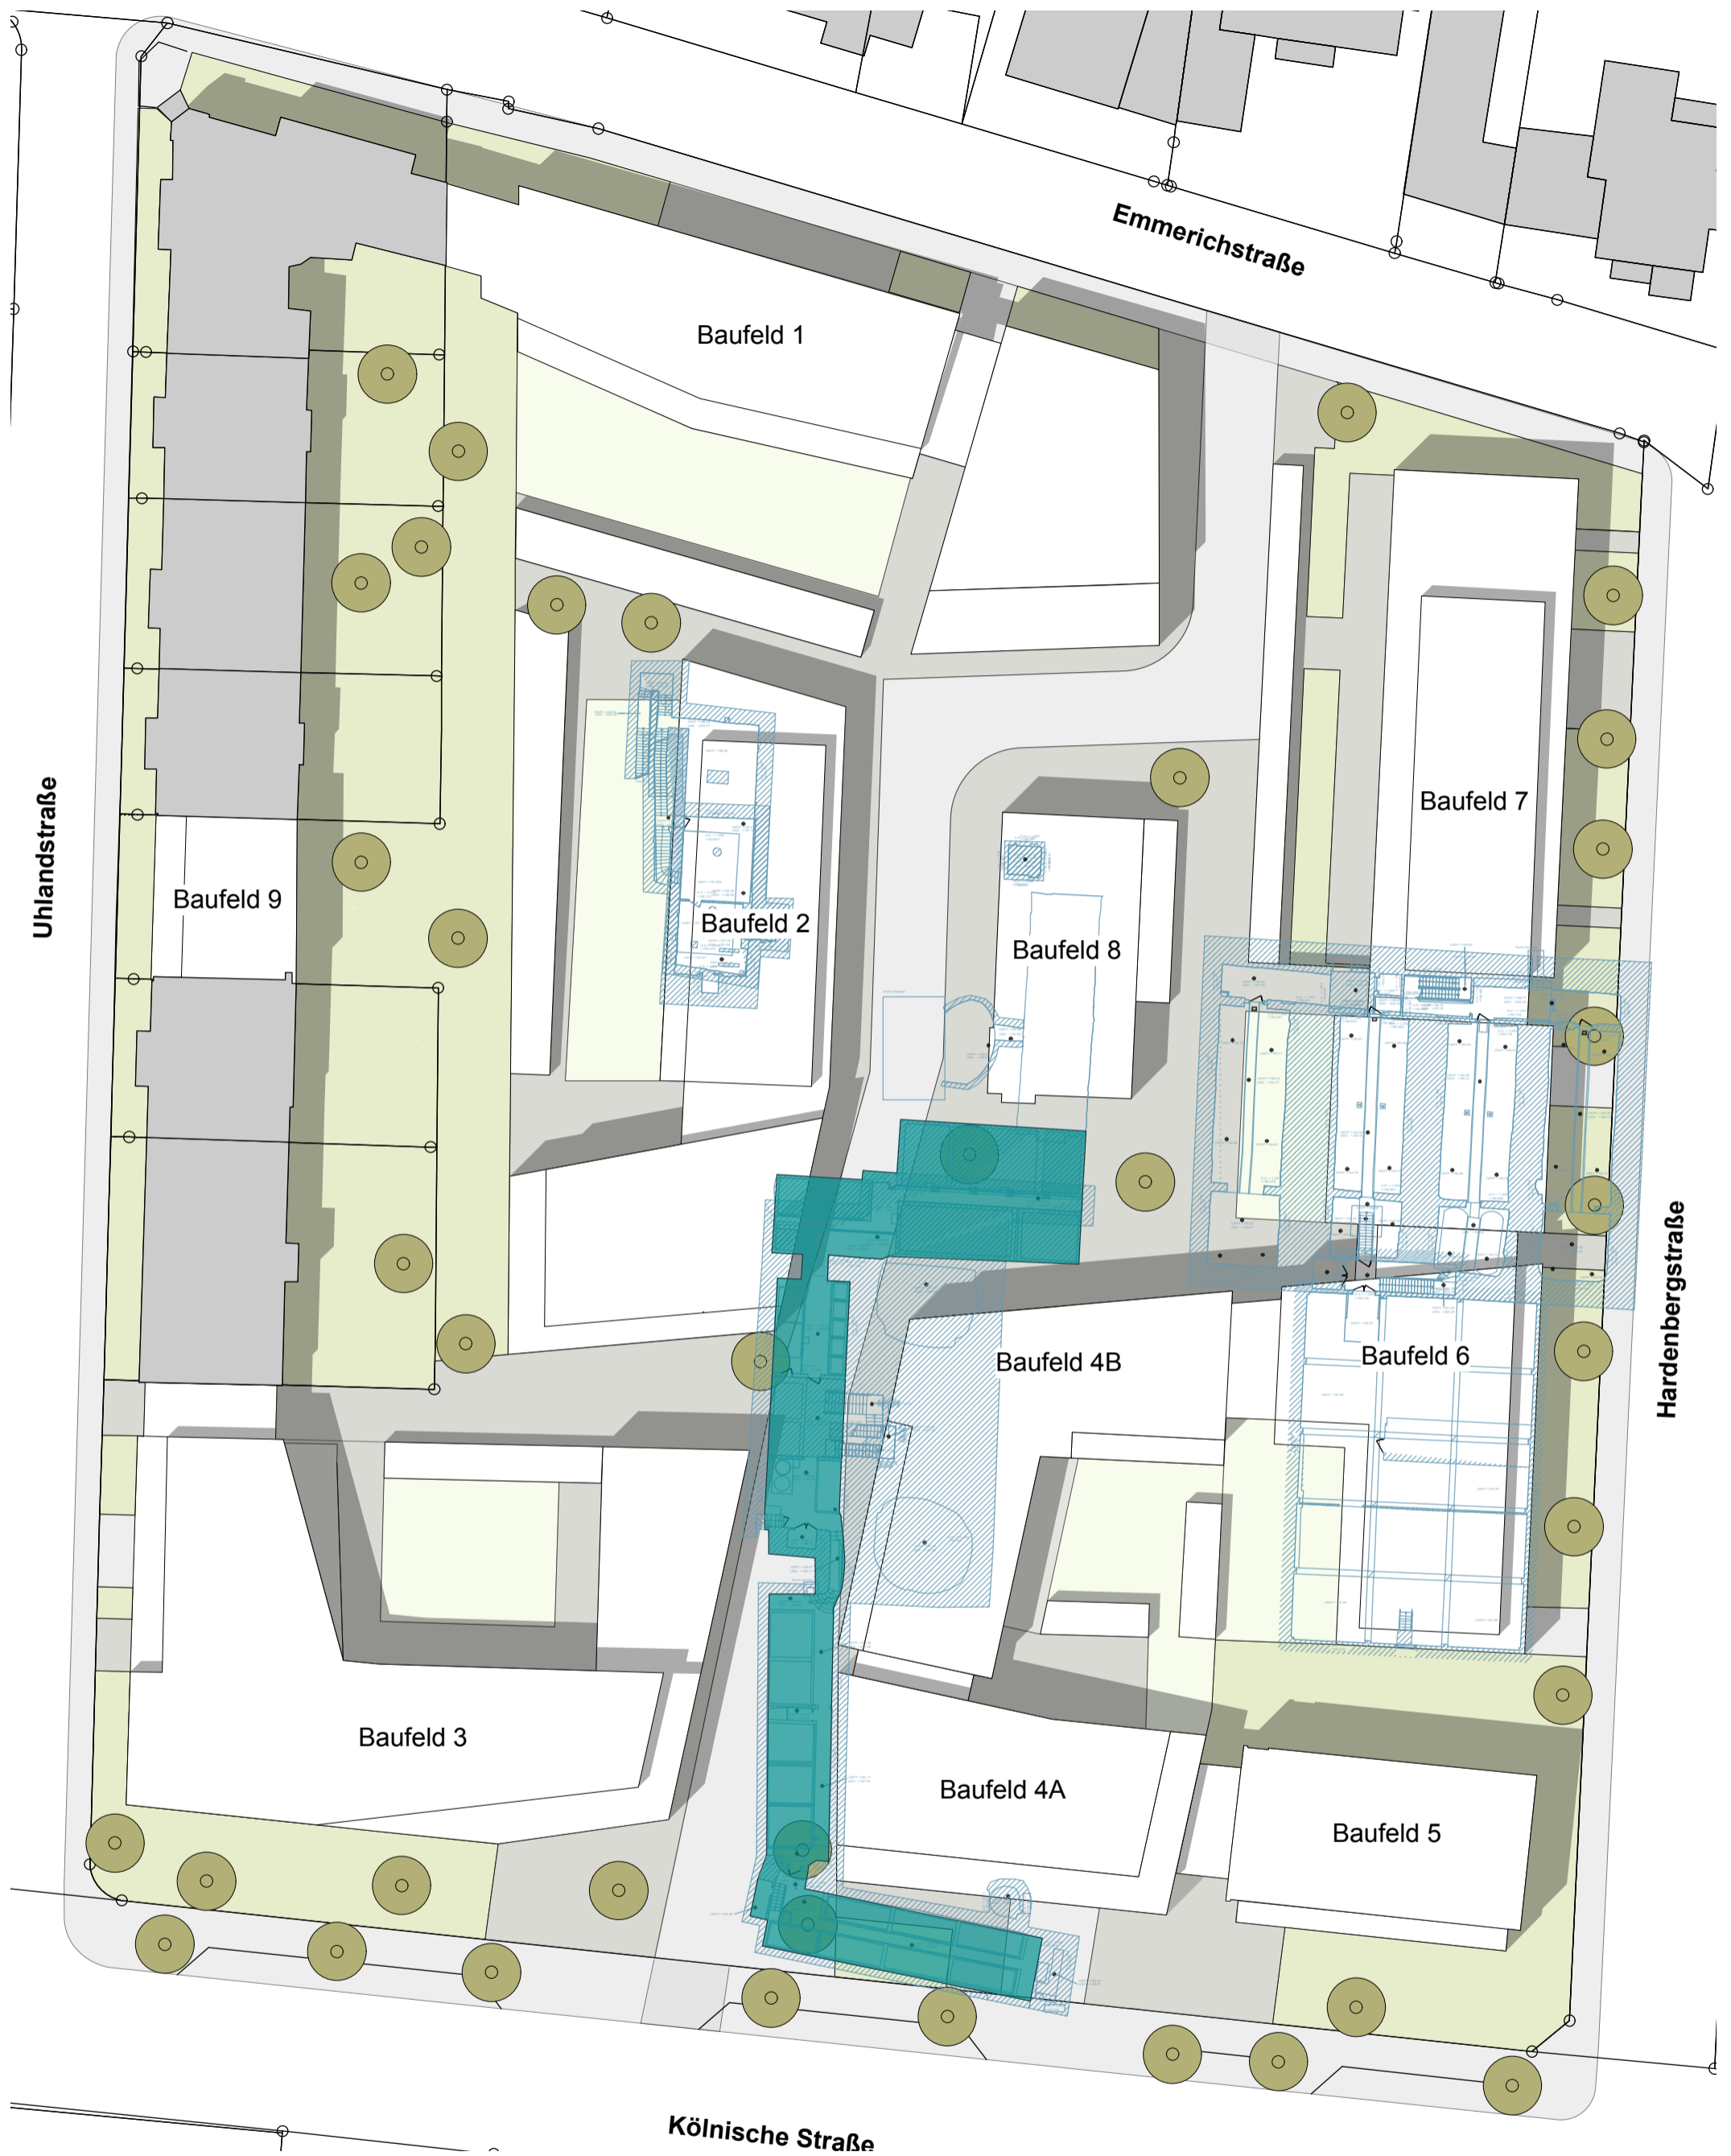 Emmerichstraße
Baufeld 1
Baufeld 7
Uhlandstraße
Baufeld 9
Baufeld 2
Baufeld 8
Hardenbergstraße
Baufeld 4B
Baufeld 6
Baufeld 3
Baufeld 4A
Baufeld 5
Kölnische Straße